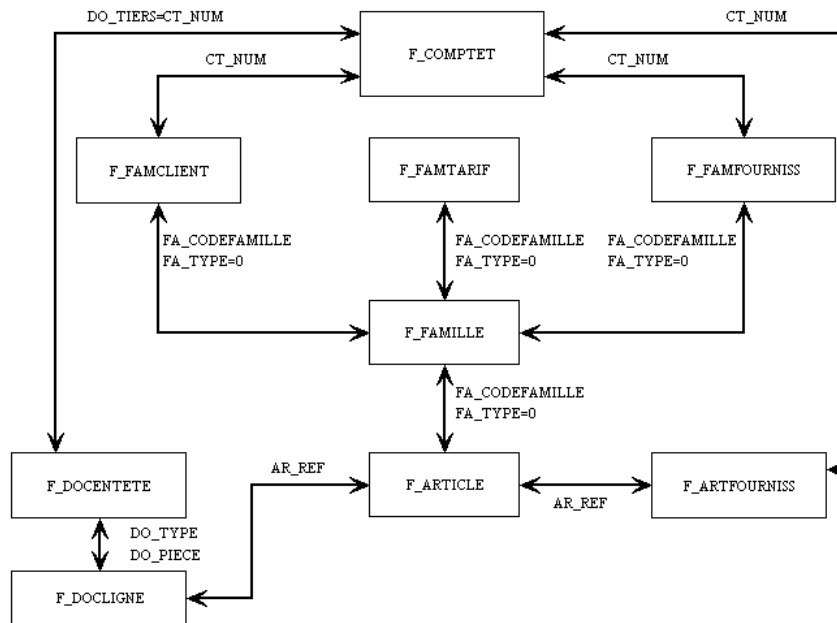 DO_TIERS=CT_NUM
CT_NUM
F_COMPTET
CT_NUM
CT_NUM
F_FAMCLIENT
F_FAMTARIF
F_FAMFOURNISS
FA_CODEFAMILLE
FA_TYPE=0
FA_CODEFAMILLE
FA_TYPE=0
FA_CODEFAMILLE
FA_TYPE=0
F_FAMILLE
FA_CODEFAMILLE
FA_TYPE=0
F_DOCENTETE
AR_REF
F_ARTICLE
F_ARTFOURNISS
AR_REF
DO_TYPE
DO_PIECE
F_DOCLIGNE